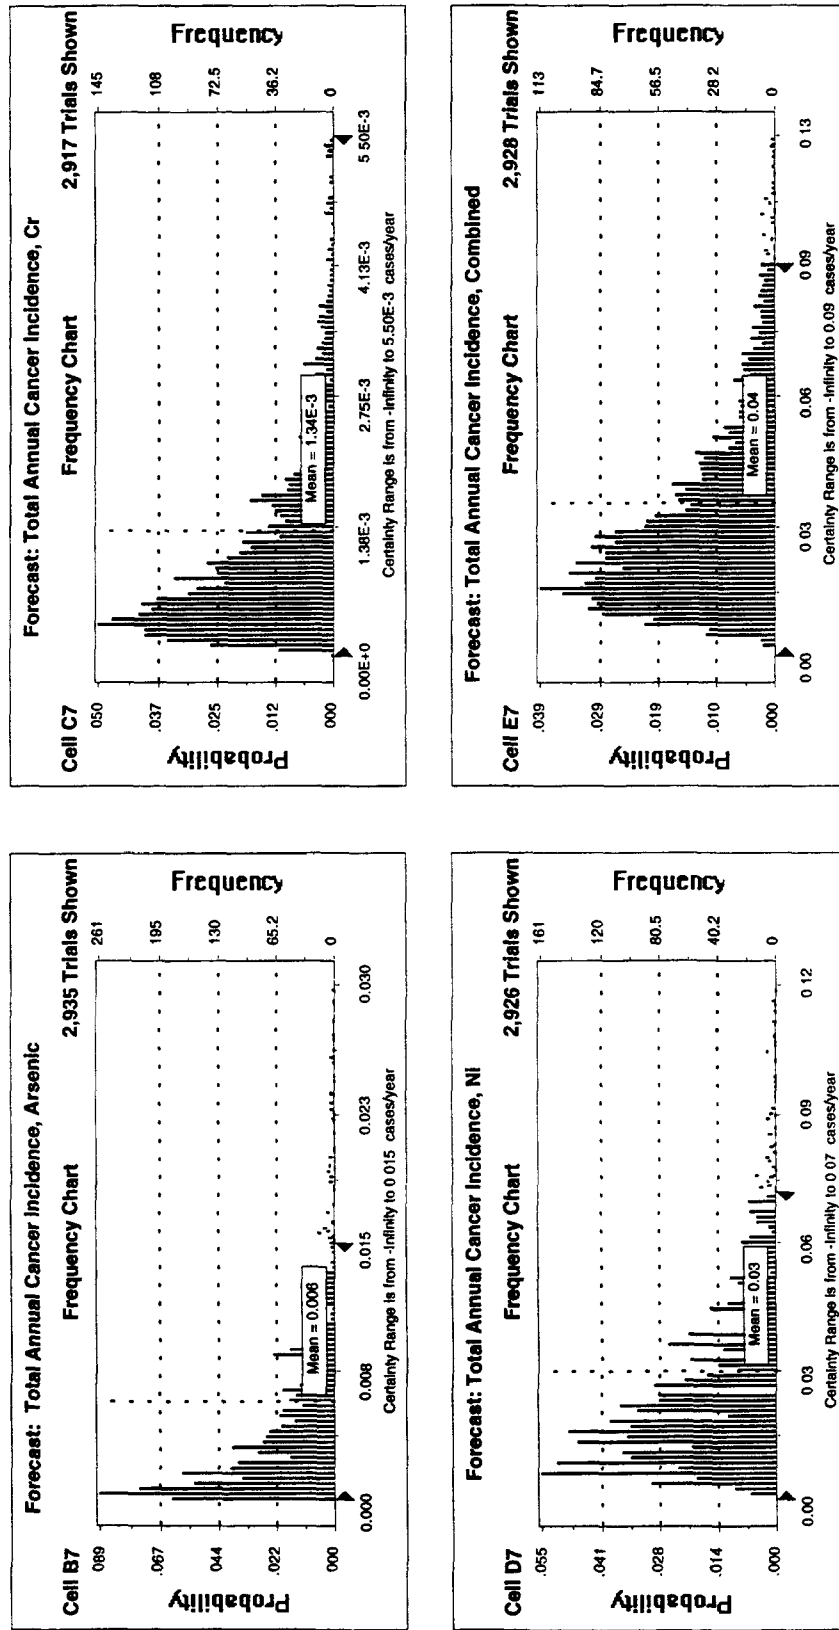 Forecast: Total Annual Cancer Incidence, Arsenic
Cell B7
Frequency Chart
2,935 Trials Shown
Probability
.089
.067
.044
.022
.000
Frequency
261
195
130
65.2
0
Mean = 0.006
0.000
0.008
0.015
0.023
0.030
Certainty Range is from -Infinity to 0 015 cases/year
Forecast: Total Annual Cancer Incidence, Cr
Cell C7
Frequency Chart
2,917 Trials Shown
Probability
.050
.037
.025
.012
.000
Frequency
145
108
72.5
36.2
0
Mean = 1.34E-3
0.00E+0
1.38E-3
2.75E-3
4.13E-3
5 50E-3
Certainty Range is from -Infinity to 5.50E-3 cases/year
Forecast: Total Annual Cancer Incidence, Ni
Cell D7
Frequency Chart
2,926 Trials Shown
Probability
.055
.041
.028
.014
.000
Frequency
161
120
80.5
40.2
0
Mean = 0.03
0.00
0.03
0.06
0.09
0 12
Certainty Range is from -Infinity to 0 07 cases/year
Forecast: Total Annual Cancer Incidence, Combined
Cell E7
Frequency Chart
2,928 Trials Shown
Probability
.039
.029
.019
.010
.000
Frequency
113
84.7
56.5
28.2
0
Mean = 0.04
0 00
0.03
0.06
0.09
0 13
Certainty Range is from -Infinity to 0.09 cases/year